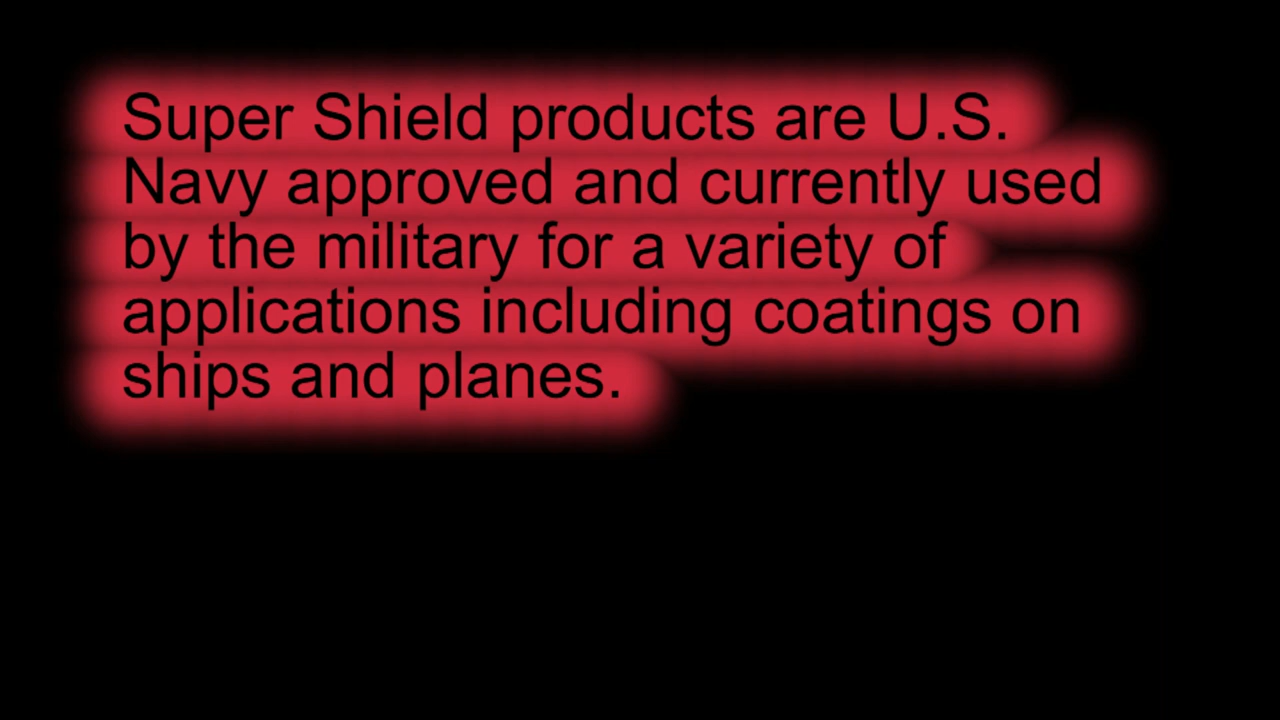 Super Shield products are U.S.
Navy approved and currently used
by the military for a variety of
applications including coatings on
ships and planes.